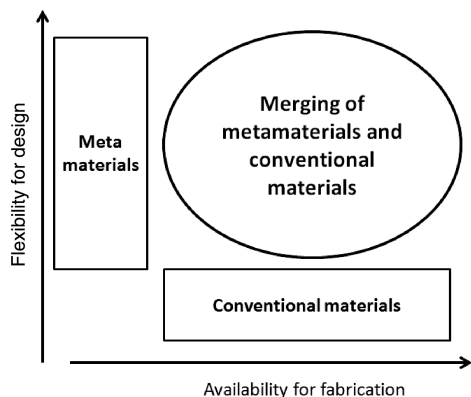 Flexibility for design
Meta
materials
Merging of
metamaterials and
conventional
materials
Conventional materials
Availability for fabrication